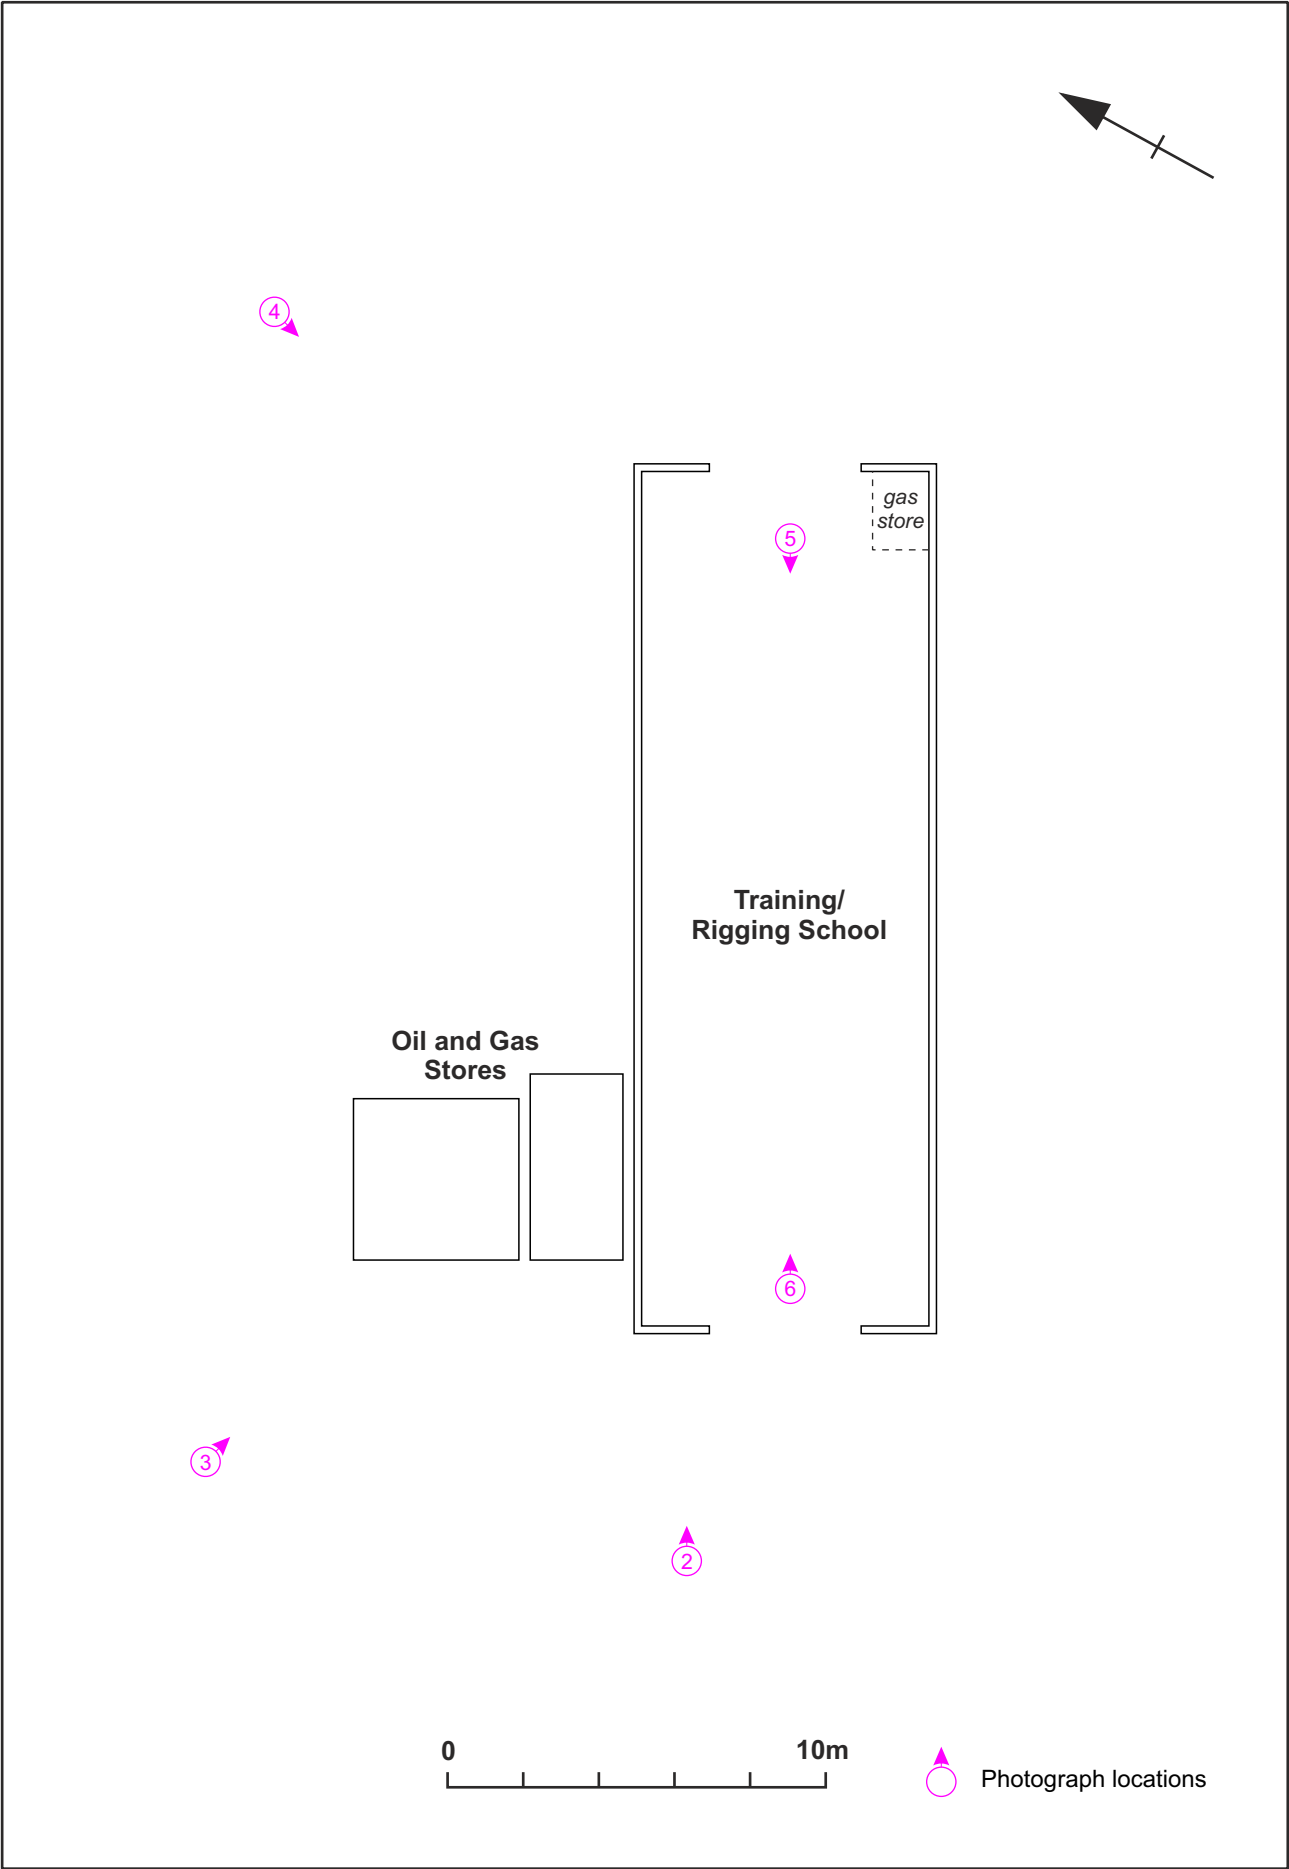 4
gas
store
5
Training/
Rigging School
Oil and Gas
Stores
6
3
2
0 10m
Photograph locations